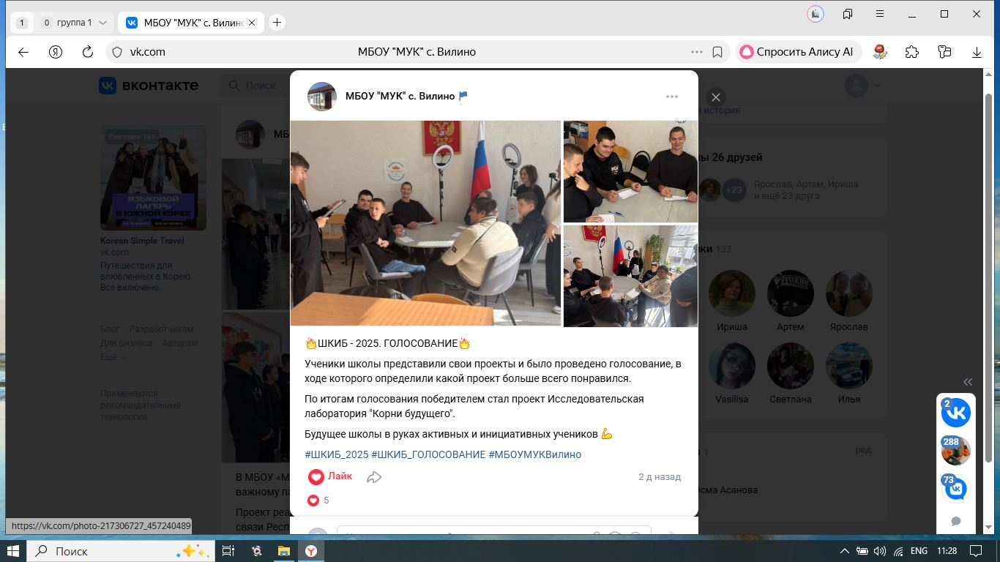 1
0 группа 1
МБОУ "МУК" с. Вилино
vk.com
МБОУ "МУК" с. Вилино
Спросить Алису AI
вконтакте
Поиск
МБОУ "МУК" с. Вилино
я история
Реклама 16+
ЯЗЫКОВОЙ
ЛАГЕРЬ
В ЮЖНОЙ КОРЕЕ
Korean Simple Travel
vk.com
Путешествия для
влюбленных в Корею.
Все включено.
Блог Разработчикам
Для бизнеса Авторам
Ещё
Применяются
рекомендательные
технологии
26 друзей
+23
Ярослав, Артем, Ириша
и ещё 23 друга
137
Ириша
Артем
Ярослав
Vasilisa
Светлана
Илья
1
ред.
Асанова
🔥ШКИБ - 2025. ГОЛОСОВАНИЕ🔥
Ученики школы представили свои проекты и было проведено голосование, в
ходе которого определили какой проект больше всего понравился.
По итогам голосования победителем стал проект Исследовательская
лаборатория "Корни будущего".
Будущее школы в руках активных и инициативных учеников 💪
#ШКИБ_2025 #ШКИБ_ГОЛОСОВАНИЕ #МБОУМУКВилино
Лайк
2 д назад
5
В МБОУ «М
важному па
Проект реа
связи Респ
2
288
73
https://vk.com/photo-217306727_457240489
Поиск
ENG
11:28